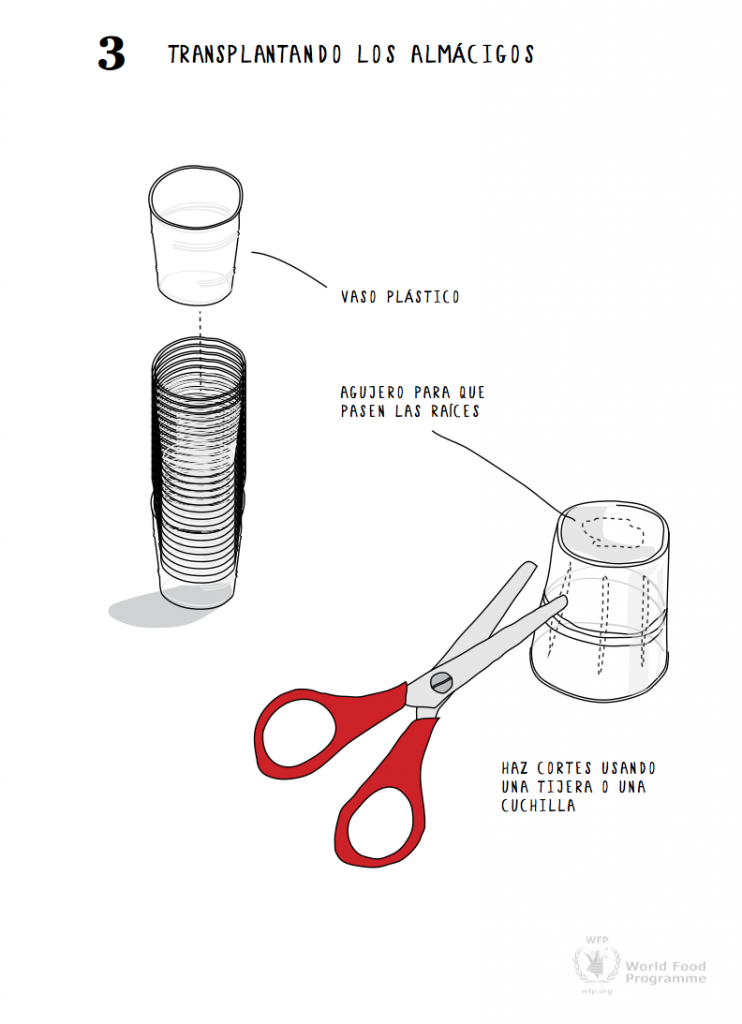 3 TRANSPLANTANDO LOS ALMÁCIGOS
VASO PLÁSTICO
AGUJERO PARA QUE
PASEN LAS RAÍCES
HAZ CORTES USANDO
UNA TIJERA O UNA
CUCHILLA
WFP
World Food
Programme
wfp.org